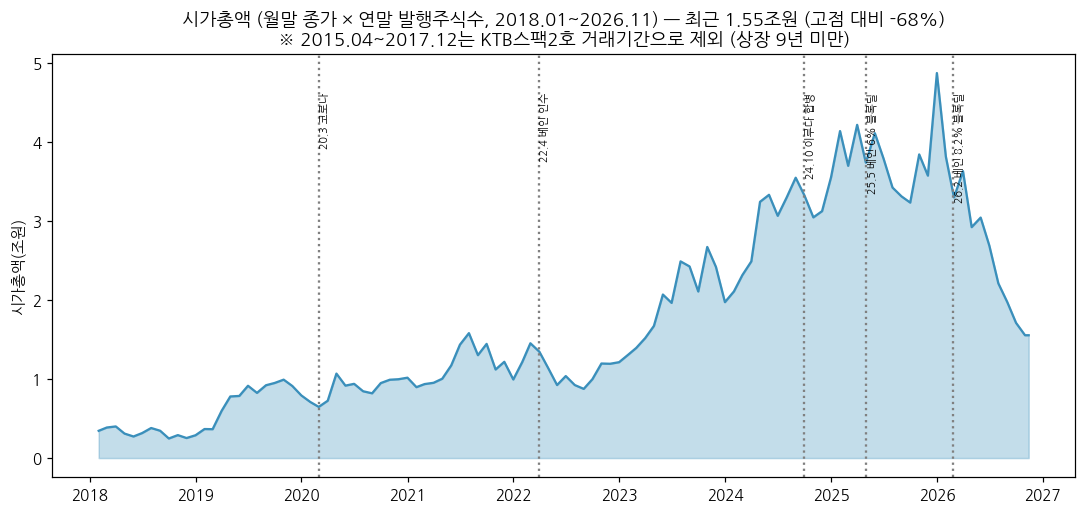 시가총액 (월말 종가 × 연말 발행주식수, 2018.01~2026.11) — 최근 1.55조원 (고점 대비 -68%)
※ 2015.04~2017.12는 KTB스팩2호 거래기간으로 제외 (상장 9년 미만)
시가총액(조원)
5
4
3
2
1
0
20.3 코로나
22.4 베인 인수
24.10 이루다 합병
25.5 베인 6% 블록딜
26.2 베인 8.2% 블록딜
2018
2019
2020
2021
2022
2023
2024
2025
2026
2027